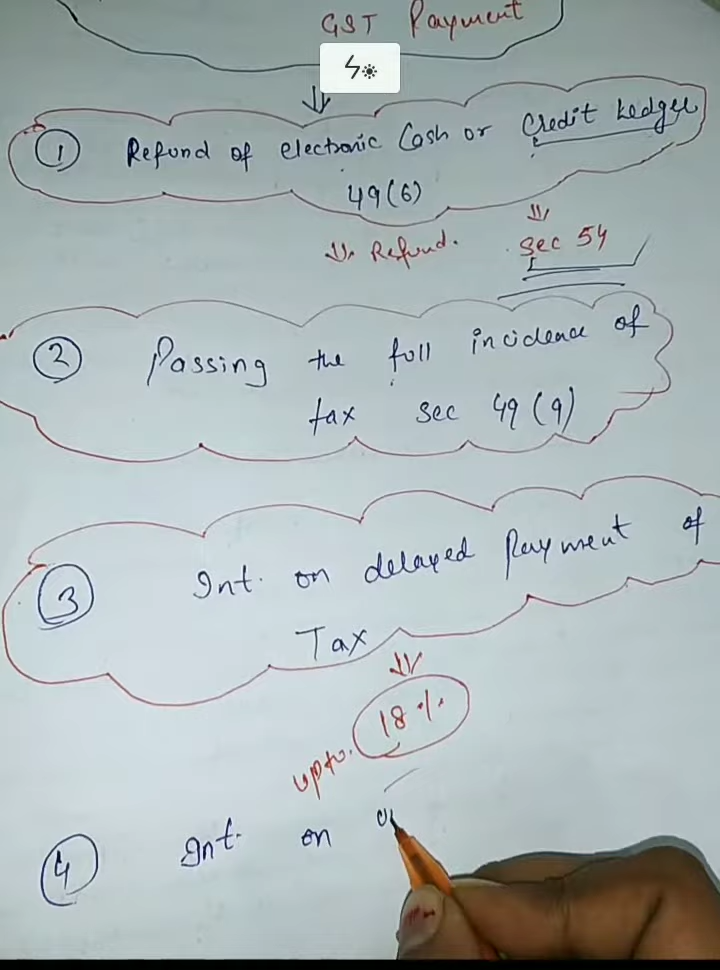 GST Payment
① Refund of electronic Cash or Credit Ledger
49(6)
Refund.
sec 54
② Passing the full incidence of
tax sec 49(9)
③ Int. on delayed Payment of
Tax
upto. 18%
④ Int. on